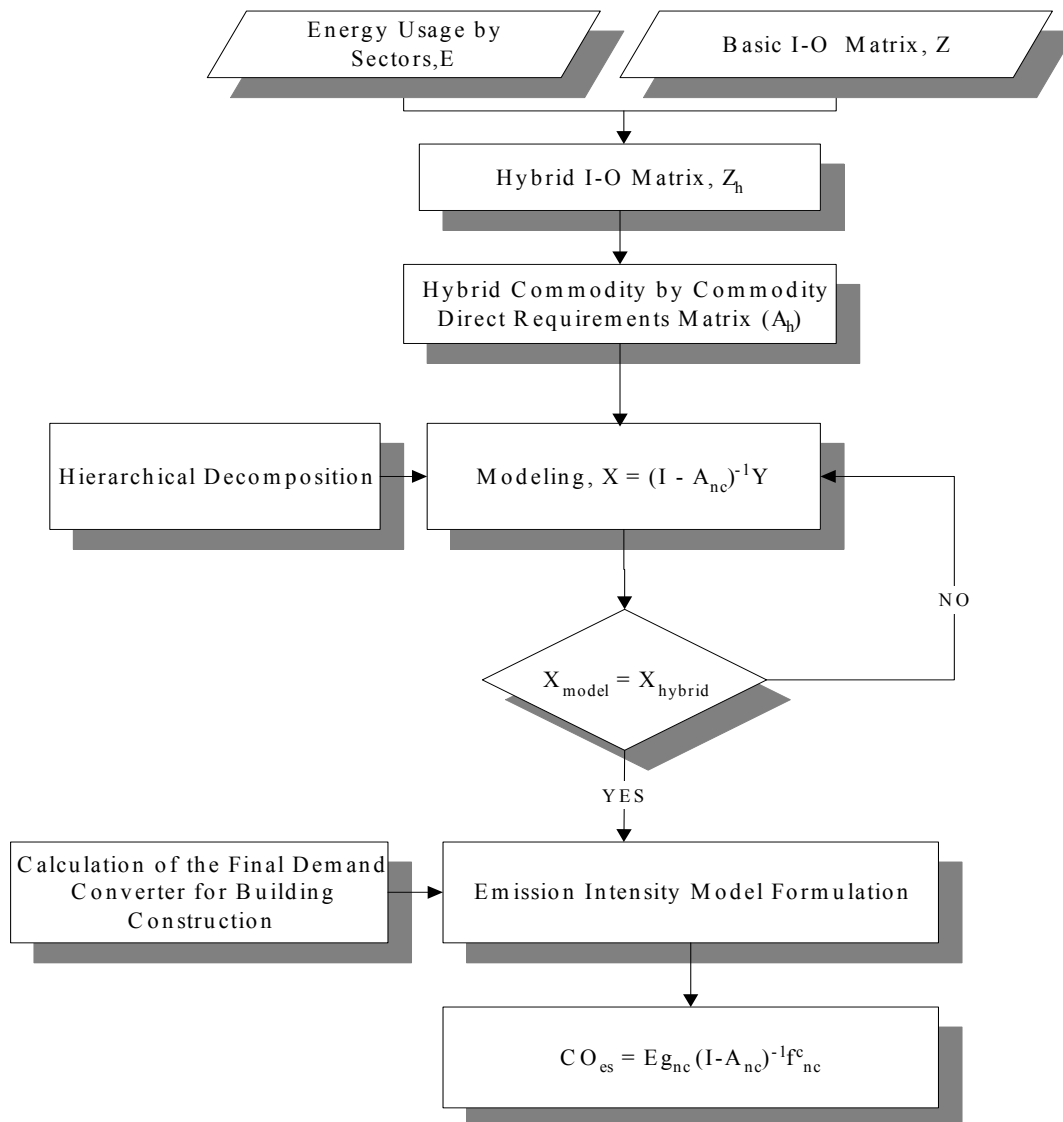 Energy Usage by
Sectors,E
Basic I-O Matrix, Z
Hybrid I-O Matrix, Zh
Hybrid Commodity by Commodity
Direct Requirements Matrix (Ah)
Hierarchical Decomposition
Modeling, X = (I - Anc)-1Y
NO
Xmodel = Xhybrid
YES
Calculation of the Final Demand
Converter for Building
Construction
Emission Intensity Model Formulation
COes = Egnc (I-Anc)-1fcnc